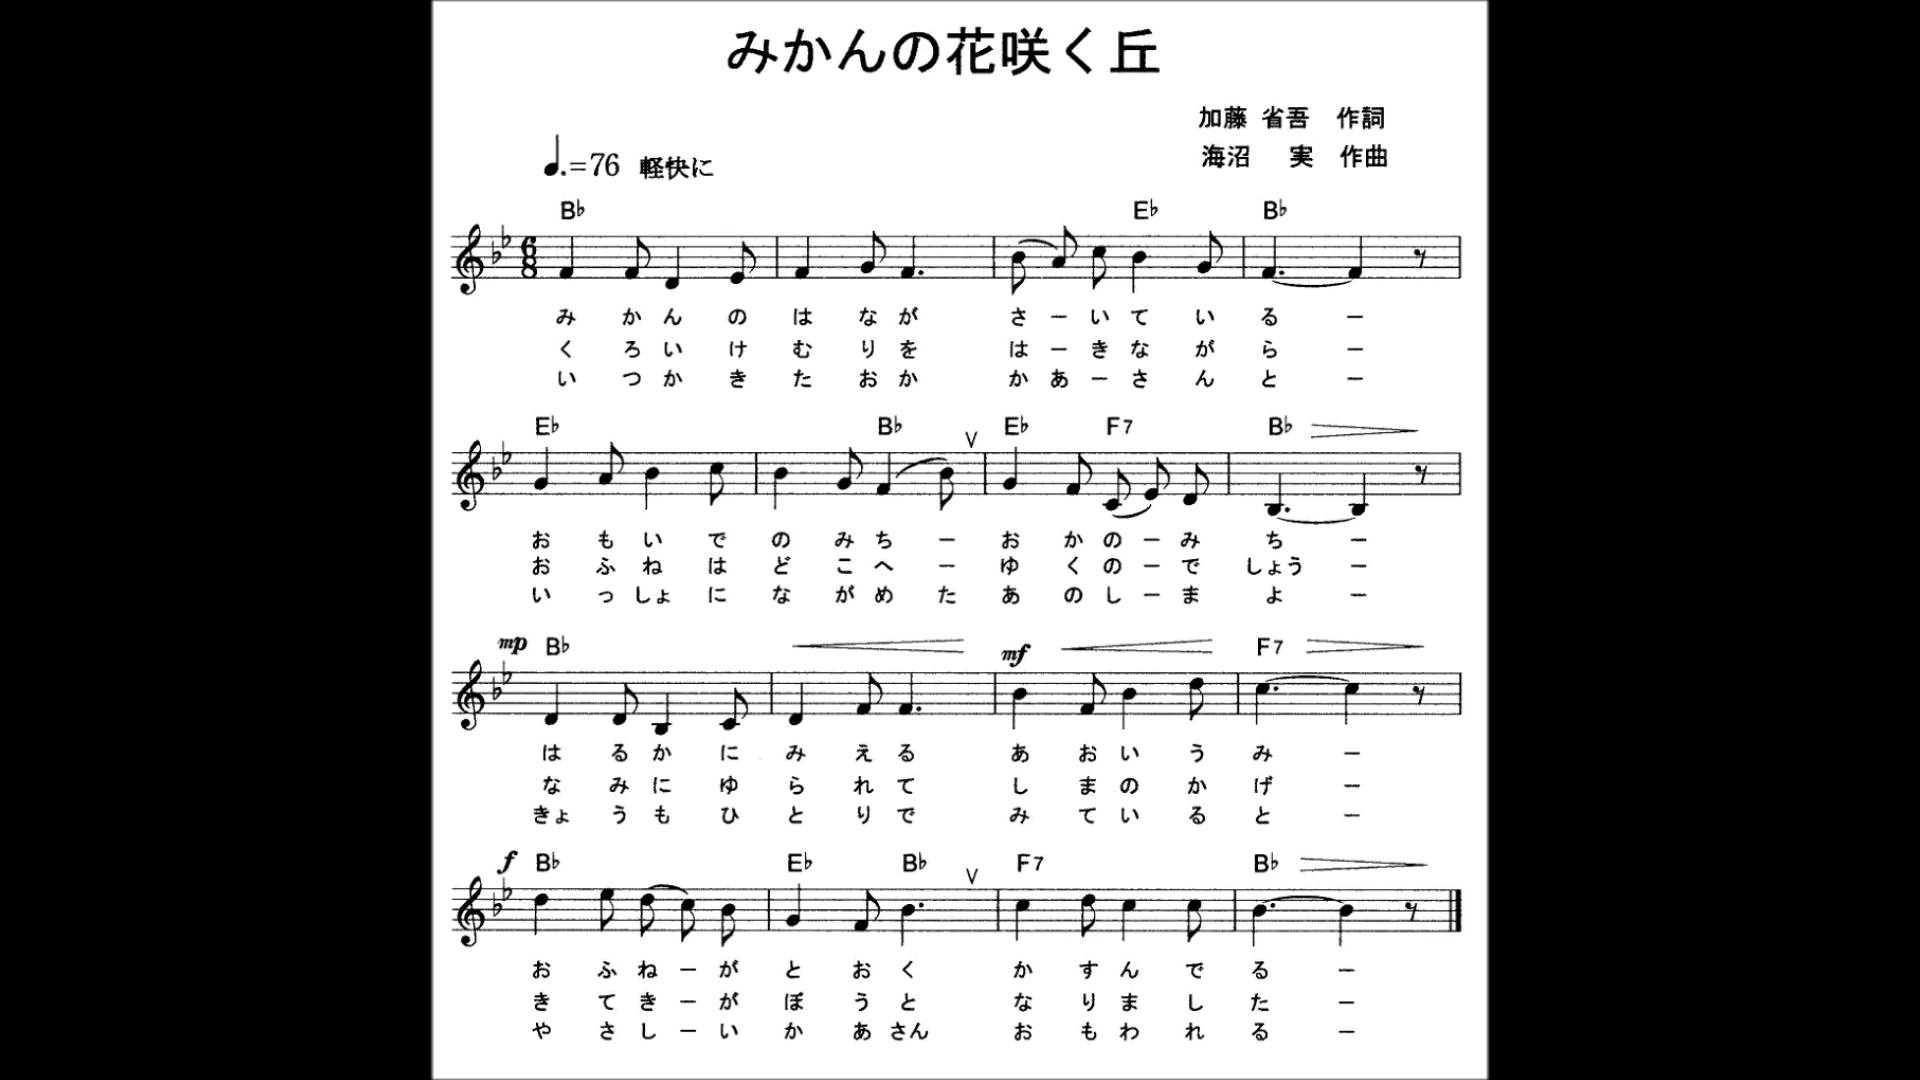 みかんの花咲く丘
加藤 省吾 作詞
海沼 実 作曲
♩.=76 軽快に
B♭ E♭ B♭
み か ん の は な が さ ー い て い る ー
く ろ い け む り を は ー き な が ら ー
い つ か き た お か か あ ー さ ん と ー
E♭ B♭ E♭ F7 B♭
お も い で の み ち ー お か の ー み ち ー
お ふ ね は ど こ へ ー ゆ く の ー で しょう ー
い っ しょ に な が め た あ の し ー ま よ ー
mp B♭ mf F7
は る か に み え る あ お い う み ー
な み に ゆ ら れ て し ま の か げ ー
きょ う も ひ と り で み て い る と ー
f B♭ E♭ B♭ F7 B♭
お ふ ね ー が と お く か す ん で る ー
き て き ー が ぼ う と な り ま し た ー
や さ し ー い か あ さん お も わ れ る ー